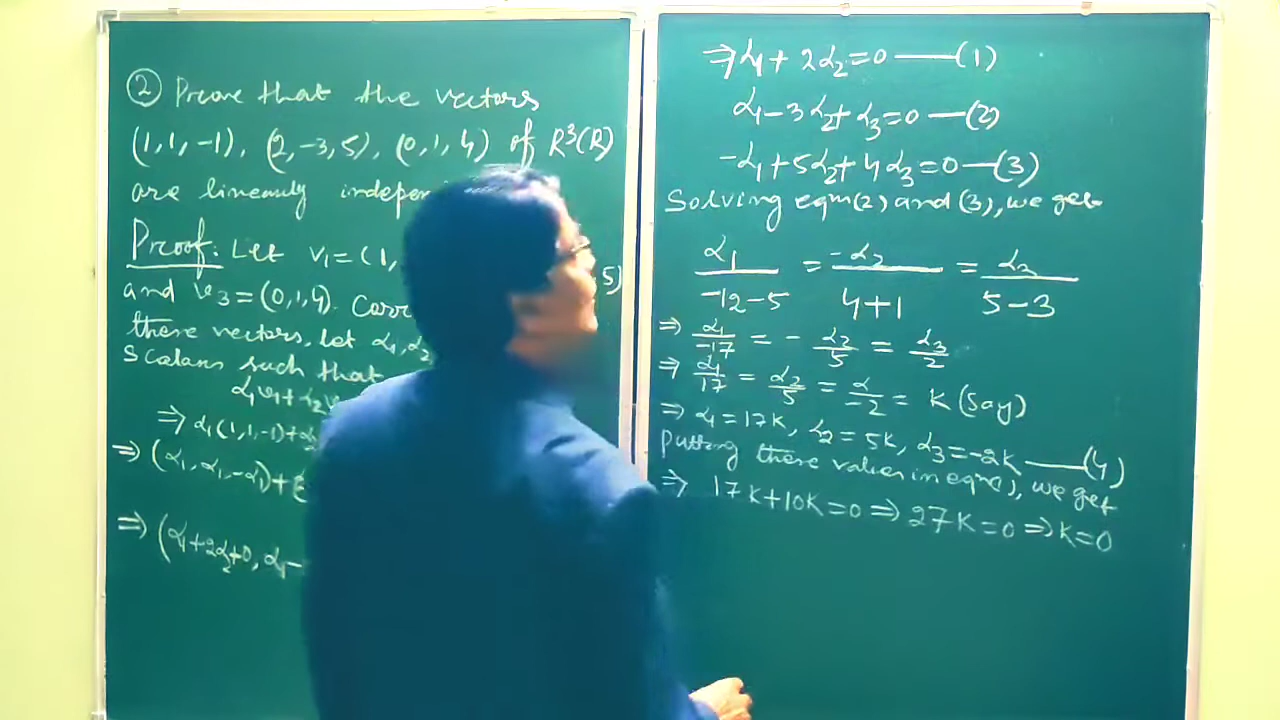 ② Prove that the vectors
(1, 1, -1), (2, -3, 5), (0, 1, 4) of R³(R)
are linearly
Proof: Let v₁ = (1,
5)
and v₃ = (0, 1, 4).
these vectors, let α₁, α₂
scalars such that
α₁v₁ + α₂v
⇒ α₁(1, 1, -1) + α₂
⇒ (α₁, α₁, -α₁) + (
⇒ (α₁ + 2α₂ + 0, α₁ -
⇒ α₁ + 2α₂ = 0 —— (1)
α₁ - 3α₂ + α₃ = 0 — (2)
-α₁ + 5α₂ + 4α₃ = 0 — (3)
Solving eqn (2) and (3), we get
α₁/(-12-5) = -α₂/(4+1) = α₃/(5-3)
⇒ α₁/-17 = - α₂/5 = α₃/2
⇒ α₁/17 = α₂/5 = α/-2 = K (Say)
⇒ α₁ = 17K, α₂ = 5K, α₃ = -2K —— (4)
Putting these values in eqn(), we get
⇒ 17K + 10K = 0 ⇒ 27K = 0 ⇒ K = 0